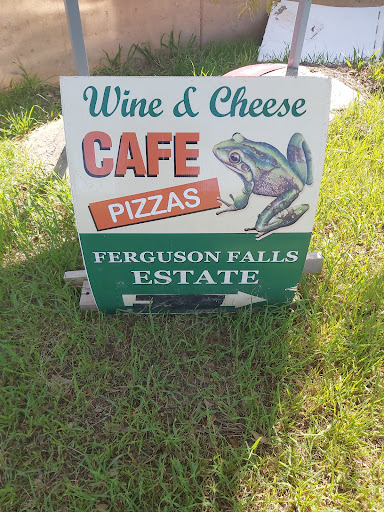 Wine & Cheese
CAFE
PIZZAS
FERGUSON FALLS
ESTATE